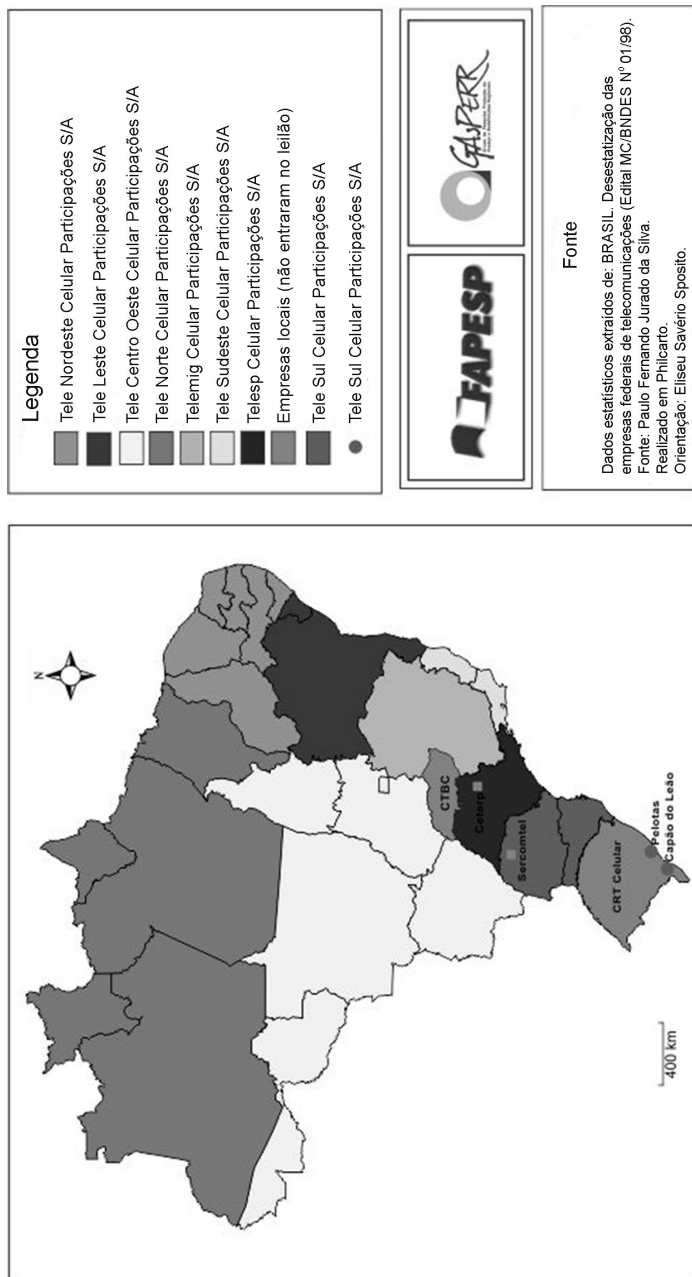 Legenda
Tele Nordeste Celular Participações S/A
Tele Leste Celular Participações S/A
Tele Centro Oeste Celular Participações S/A
Tele Norte Celular Participações S/A
Telemig Celular Participações S/A
Tele Sudeste Celular Participações S/A
Telesp Celular Participações S/A
Empresas locais (não entraram no leilão)
Tele Sul Celular Participações S/A
Tele Sul Celular Participações S/A
FAPESP
GAsPERR
Fonte
Dados estatísticos extraídos de: BRASIL. Desestatização das
empresas federais de telecomunicações (Edital MC/BNDES Nº 01/98).
Fonte: Paulo Fernando Jurado da Silva.
Realizado em Philcarto.
Orientação: Eliseu Savério Sposito.
N
CTBC
Ceterp
Sercomtel
CRT Celular
Pelotas
Capão do Leão
400 km